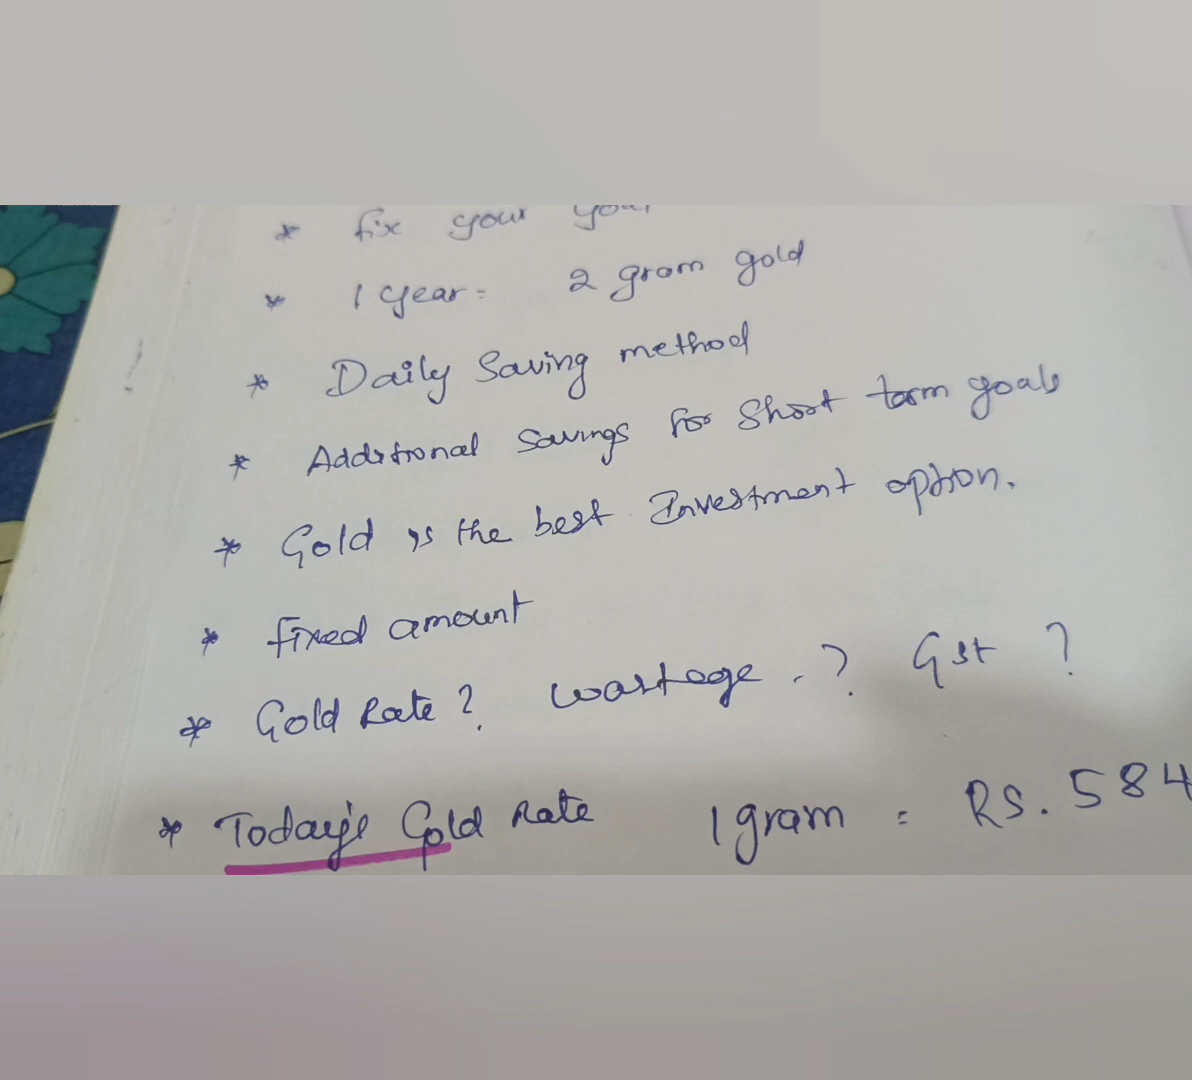 * fix your
* 1 year = 2 gram gold
* Daily Saving method
* Additional Savings for Short term goals
* Gold is the best Investment option.
* fixed amount
* Gold Rate ? wastage . ? Gst ?
* Today's Gold Rate 1 gram = RS. 584